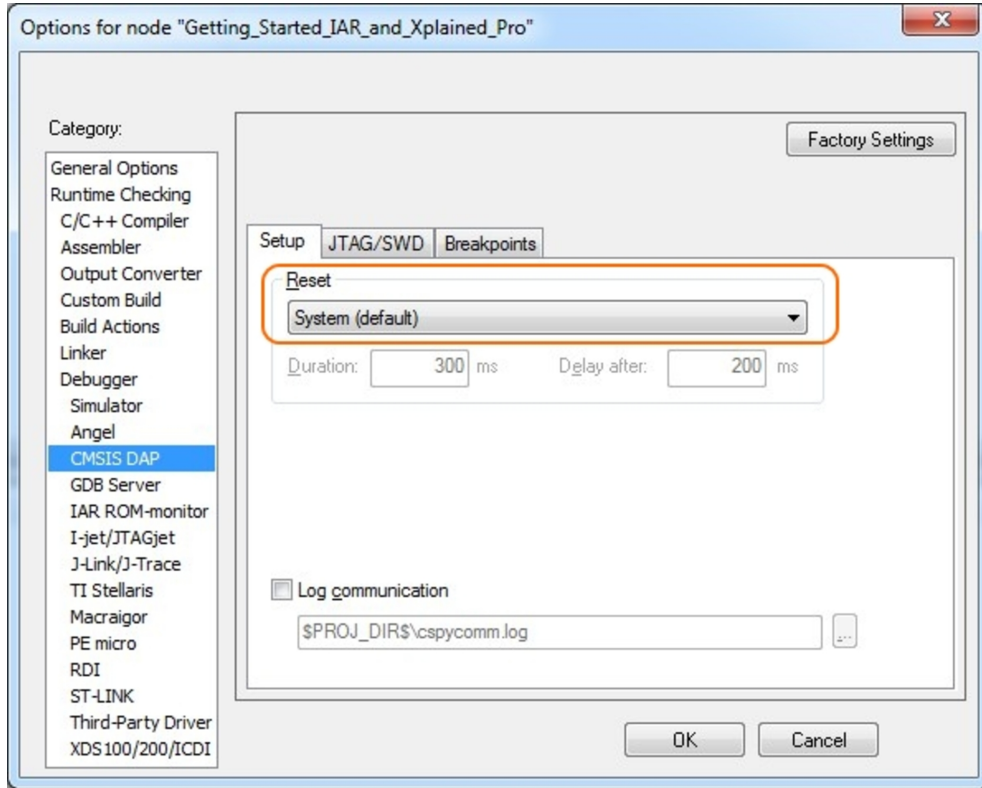 Options for node "Getting_Started_IAR_and_Xplained_Pro"
Category:
Factory Settings
General Options
Runtime Checking
C/C++ Compiler
Assembler
Output Converter
Custom Build
Build Actions
Linker
Debugger
Simulator
Angel
CMSIS DAP
GDB Server
IAR ROM-monitor
I-jet/JTAGjet
J-Link/J-Trace
TI Stellaris
Macraigor
PE micro
RDI
ST-LINK
Third-Party Driver
XDS100/200/ICDI
Setup JTAG/SWD Breakpoints
Reset
System (default)
Duration: 300 ms Delay after: 200 ms
Log communication
$PROJ_DIR$\cspycomm.log ...
OK Cancel